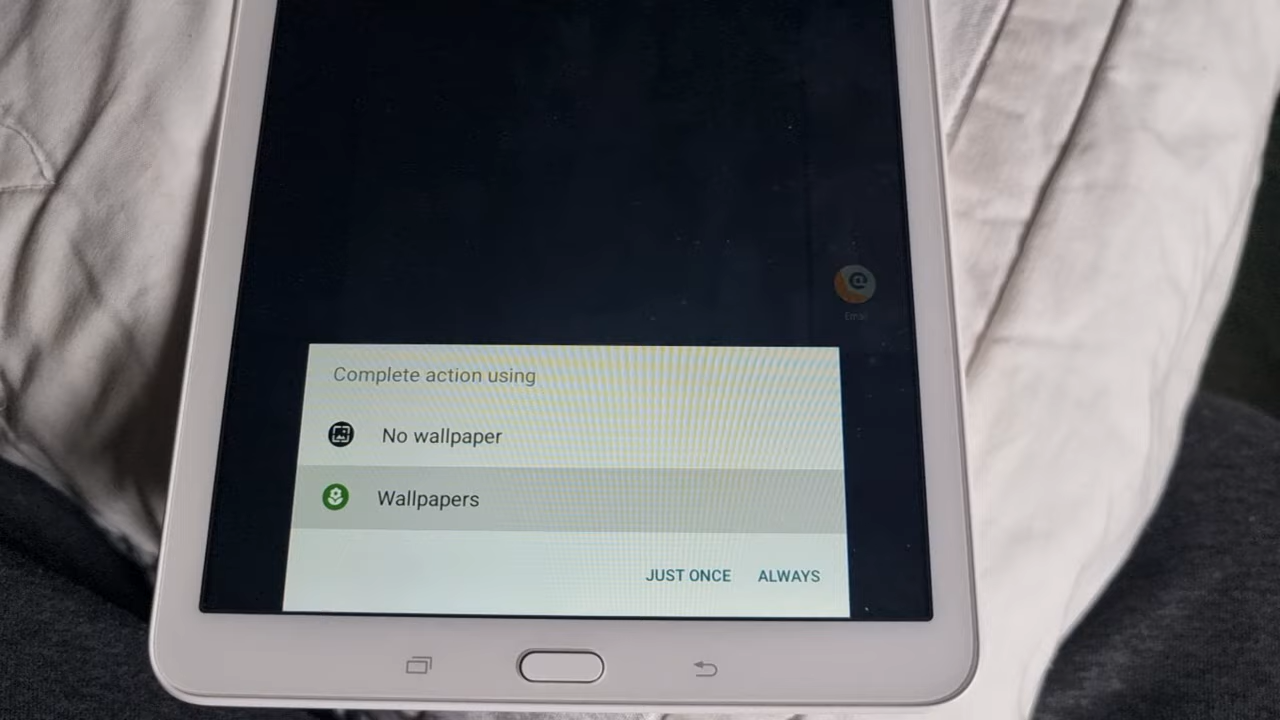 Email
Complete action using
No wallpaper
Wallpapers
JUST ONCE ALWAYS